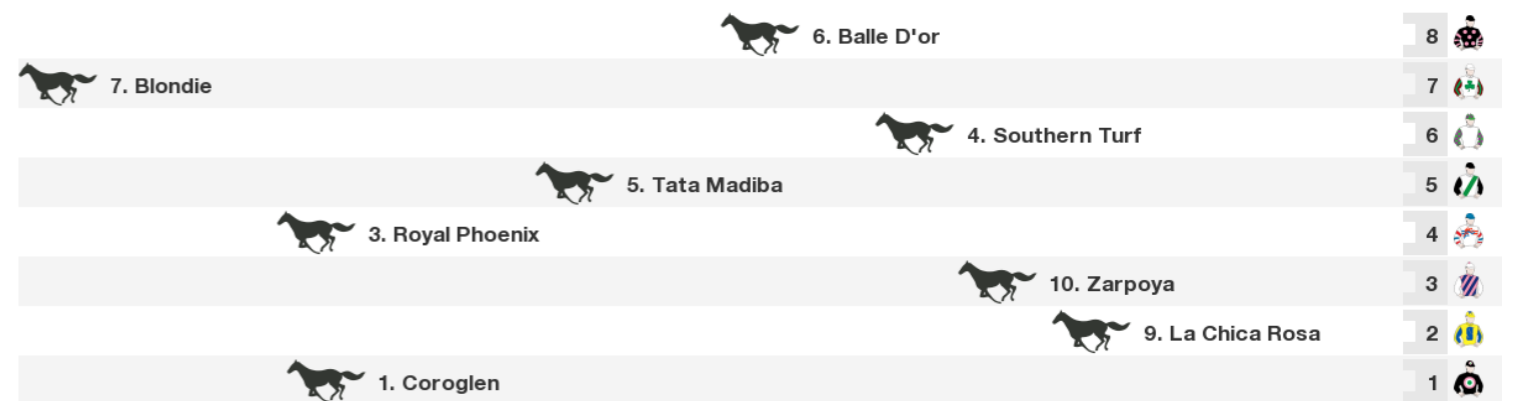 6. Balle D'or 8
7. Blondie 7
4. Southern Turf 6
5. Tata Madiba 5
3. Royal Phoenix 4
10. Zarpoya 3
9. La Chica Rosa 2
1. Coroglen 1